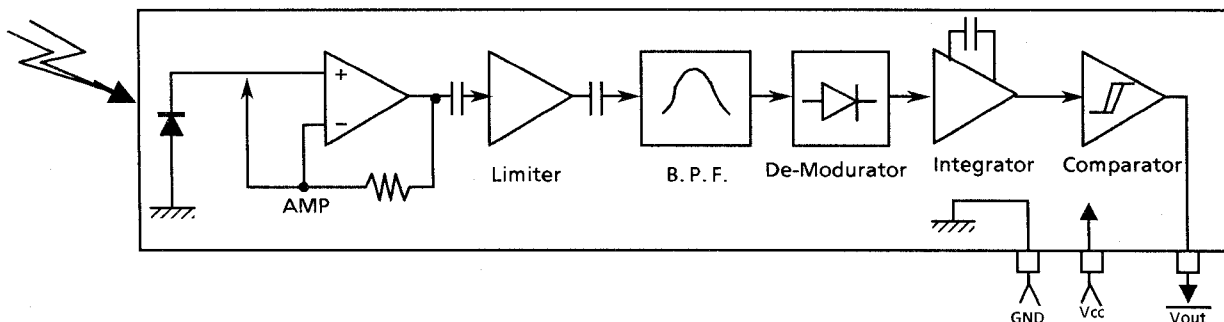 +
−
AMP
Limiter
B. P. F.
De-Modurator
Integrator
Comparator
GND
Vcc
Vout